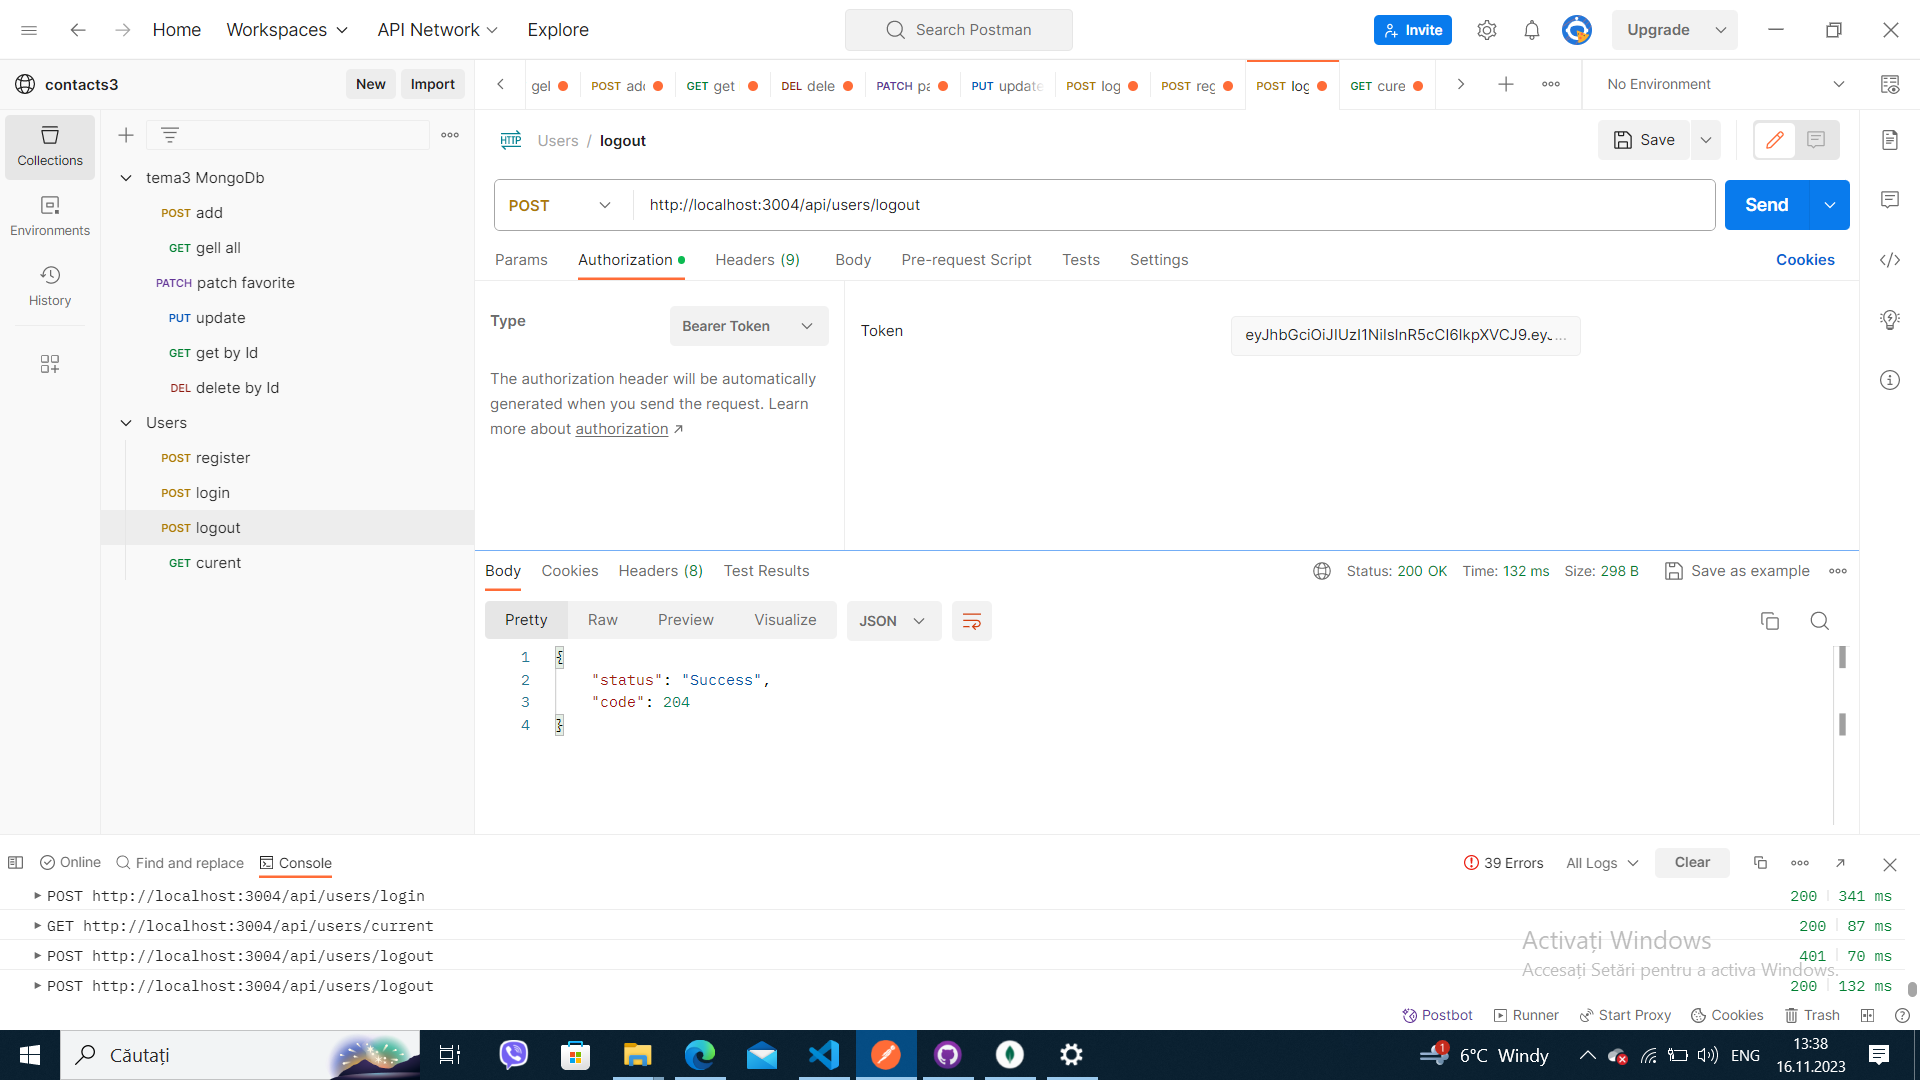 Home Workspaces API Network Explore Search Postman Invite Upgrade
contacts3 New Import
gel POST adc GET get DEL dele PATCH pa PUT update POST log POST reg POST log GET cure No Environment
Collections
Environments
History
tema3 MongoDb
POST add
GET gell all
PATCH patch favorite
PUT update
GET get by Id
DEL delete by Id
Users
POST register
POST login
POST logout
GET curent
HTTP Users / logout Save
POST http://localhost:3004/api/users/logout Send
Params Authorization Headers (9) Body Pre-request Script Tests Settings Cookies
Type Bearer Token
The authorization header will be automatically
generated when you send the request. Learn
more about authorization ↗
Token eyJhbGciOiJIUzI1NiIsInR5cCI6IkpXVCJ9.eyJ...
Body Cookies Headers (8) Test Results Status: 200 OK Time: 132 ms Size: 298 B Save as example
Pretty Raw Preview Visualize JSON
1 {
2 "status": "Success",
3 "code": 204
4 }
Online Find and replace Console 39 Errors All Logs Clear
POST http://localhost:3004/api/users/login 200 341 ms
GET http://localhost:3004/api/users/current 200 87 ms
POST http://localhost:3004/api/users/logout 401 70 ms
POST http://localhost:3004/api/users/logout 200 132 ms
Activați Windows
Accesați Setări pentru a activa Windows.
Postbot Runner Start Proxy Cookies Trash
Căutați 1 6°C Windy ENG 13:38
16.11.2023